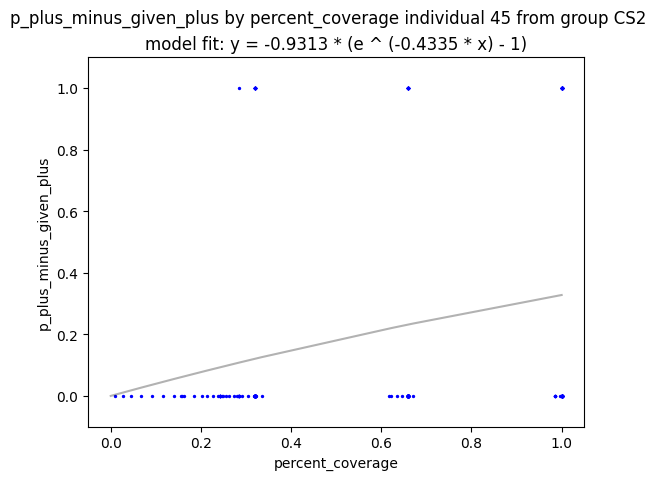 p_plus_minus_given_plus by percent_coverage individual 45 from group CS2
model fit: y = -0.9313 * (e ^ (-0.4335 * x) - 1)
1.0
0.8
0.6
0.4
0.2
0.0
p_plus_minus_given_plus
0.0 0.2 0.4 0.6 0.8 1.0
percent_coverage